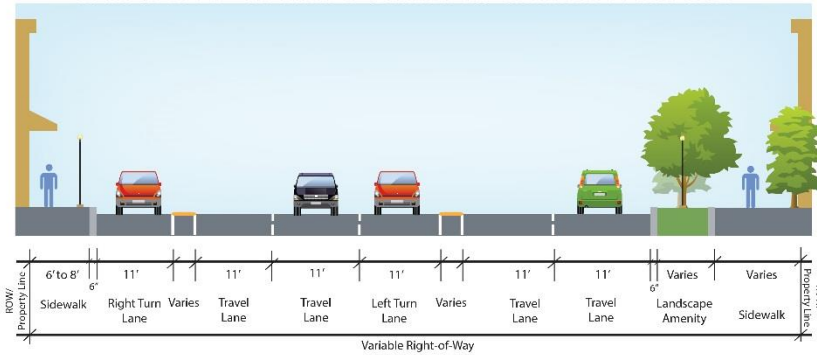 6' to 8' 6" 11' Varies 11' 11' 11' Varies 11' 11' 6" Varies Varies
ROW/ Property Line
Sidewalk Right Turn Lane Travel Lane Travel Lane Left Turn Lane Travel Lane Travel Lane Landscape Amenity Sidewalk
Property Line
Variable Right-of-Way